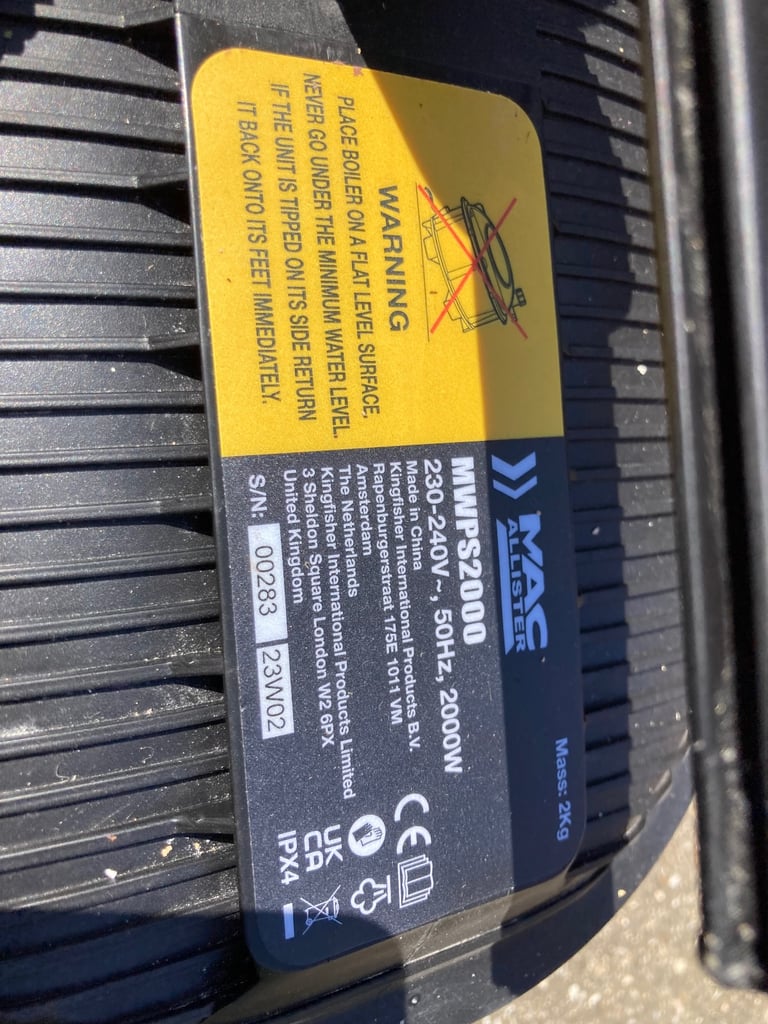 WARNING
PLACE BOILER ON A FLAT LEVEL SURFACE,
NEVER GO UNDER THE MINIMUM WATER LEVEL.
IF THE UNIT IS TIPPED ON ITS SIDE RETURN
IT BACK ONTO ITS FEET IMMEDIATELY.
MAC
ALLISTER
Mass: 2Kg
MWPS2000
230-240V~, 50Hz, 2000W
Made in China
Kingfisher International Products B.V.
Rapenburgerstraat 175E 1011 VM
Amsterdam
The Netherlands
Kingfisher International Products Limited
3 Sheldon Square London W2 6PX
United Kingdom
S/N: 00283 23W02
CE
UK
CA
IPX4